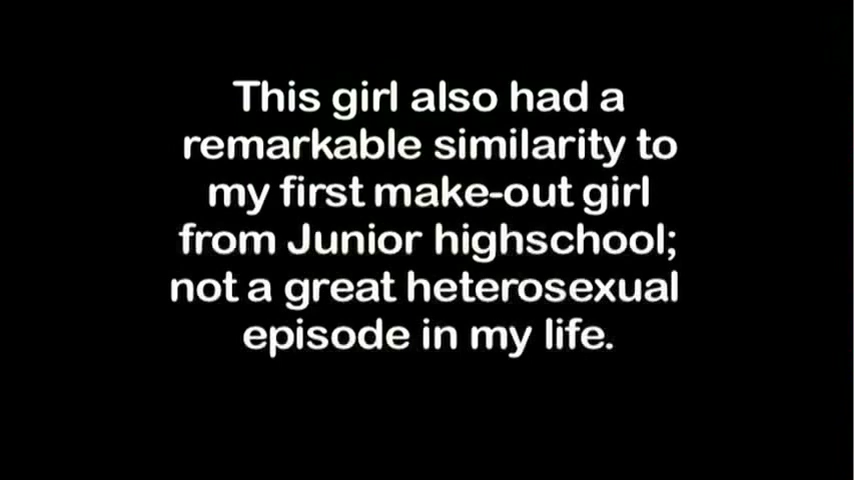 This girl also had a
remarkable similarity to
my first make-out girl
from Junior highschool;
not a great heterosexual
episode in my life.